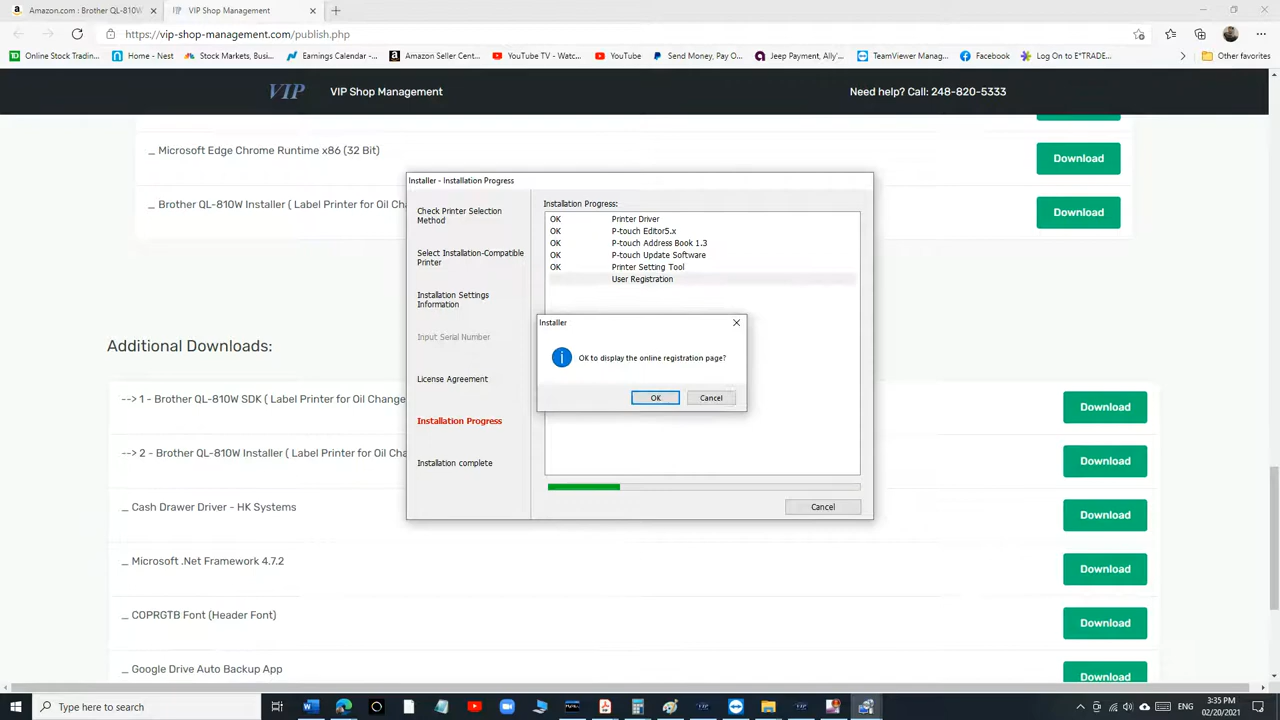 Amazon.com : Brother QL-810W
VIP Shop Management
https://vip-shop-management.com/publish.php
Online Stock Tradin...
Home - Nest
Stock Markets, Busin...
Earnings Calendar -...
Amazon Seller Cent...
YouTube TV - Watc...
YouTube
Send Money, Pay O...
Jeep Payment, Ally'...
TeamViewer Manag...
Facebook
Log On to E*TRADE...
Other favorites
VIP
VIP Shop Management
Need help? Call: 248-820-5333
_ Microsoft Edge Chrome Runtime x86 (32 Bit)
Download
_ Brother QL-810W Installer ( Label Printer for Oil Cha
Download
Installer - Installation Progress
Check Printer Selection
Method
Select Installation-Compatible
Printer
Installation Settings
Information
Input Serial Number
License Agreement
Installation Progress
Installation complete
Installation Progress:
OK Printer Driver
OK P-touch Editor5.x
OK P-touch Address Book 1.3
OK P-touch Update Software
OK Printer Setting Tool
User Registration
Installer
OK to display the online registration page?
OK
Cancel
Cancel
Additional Downloads:
--> 1 - Brother QL-810W SDK ( Label Printer for Oil Change
Download
--> 2 - Brother QL-810W Installer ( Label Printer for Oil Cha
Download
_ Cash Drawer Driver - HK Systems
Download
_ Microsoft .Net Framework 4.7.2
Download
_ COPRGTB Font (Header Font)
Download
_ Google Drive Auto Backup App
Download
Type here to search
3:35 PM
02/20/2021